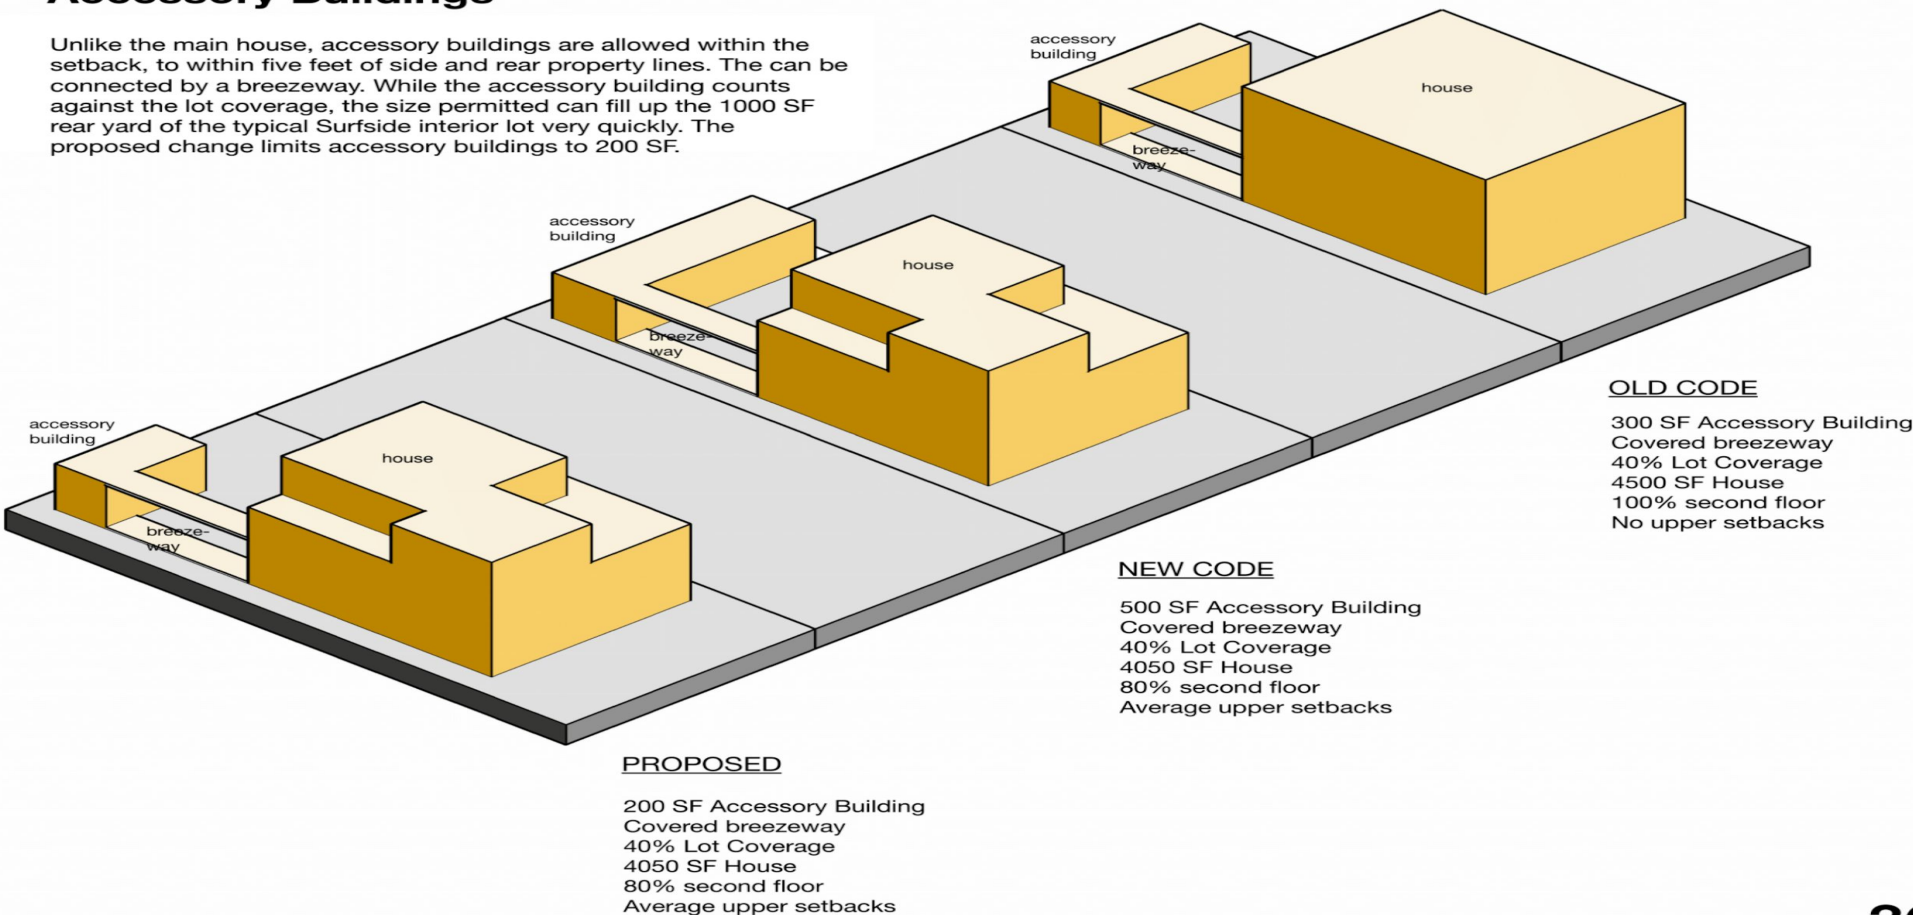 Accessory Buildings
Unlike the main house, accessory buildings are allowed within the
setback, to within five feet of side and rear property lines. The can be
connected by a breezeway. While the accessory building counts
against the lot coverage, the size permitted can fill up the 1000 SF
rear yard of the typical Surfside interior lot very quickly. The
proposed change limits accessory buildings to 200 SF.
accessory
building
house
breeze-
way
accessory
building
house
breeze-
way
accessory
building
house
breeze-
way
OLD CODE
300 SF Accessory Building
Covered breezeway
40% Lot Coverage
4500 SF House
100% second floor
No upper setbacks
NEW CODE
500 SF Accessory Building
Covered breezeway
40% Lot Coverage
4050 SF House
80% second floor
Average upper setbacks
PROPOSED
200 SF Accessory Building
Covered breezeway
40% Lot Coverage
4050 SF House
80% second floor
Average upper setbacks